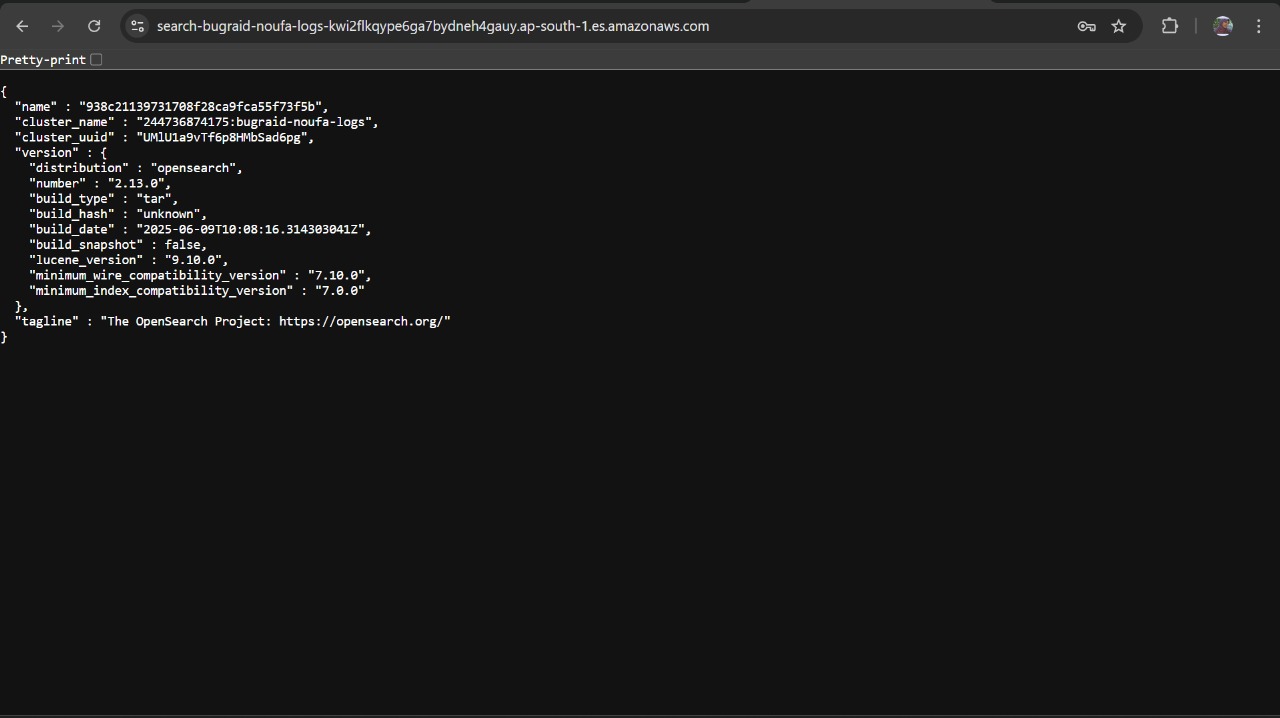 search-bugraid-noufa-logs-kwi2flkqype6ga7bydneh4gauy.ap-south-1.es.amazonaws.com
Pretty-print
{
  "name" : "938c21139731708f28ca9fca55f73f5b",
  "cluster_name" : "244736874175:bugraid-noufa-logs",
  "cluster_uuid" : "UMlU1a9vTf6p8HMbSad6pg",
  "version" : {
    "distribution" : "opensearch",
    "number" : "2.13.0",
    "build_type" : "tar",
    "build_hash" : "unknown",
    "build_date" : "2025-06-09T10:08:16.314303041Z",
    "build_snapshot" : false,
    "lucene_version" : "9.10.0",
    "minimum_wire_compatibility_version" : "7.10.0",
    "minimum_index_compatibility_version" : "7.0.0"
  },
  "tagline" : "The OpenSearch Project: https://opensearch.org/"
}